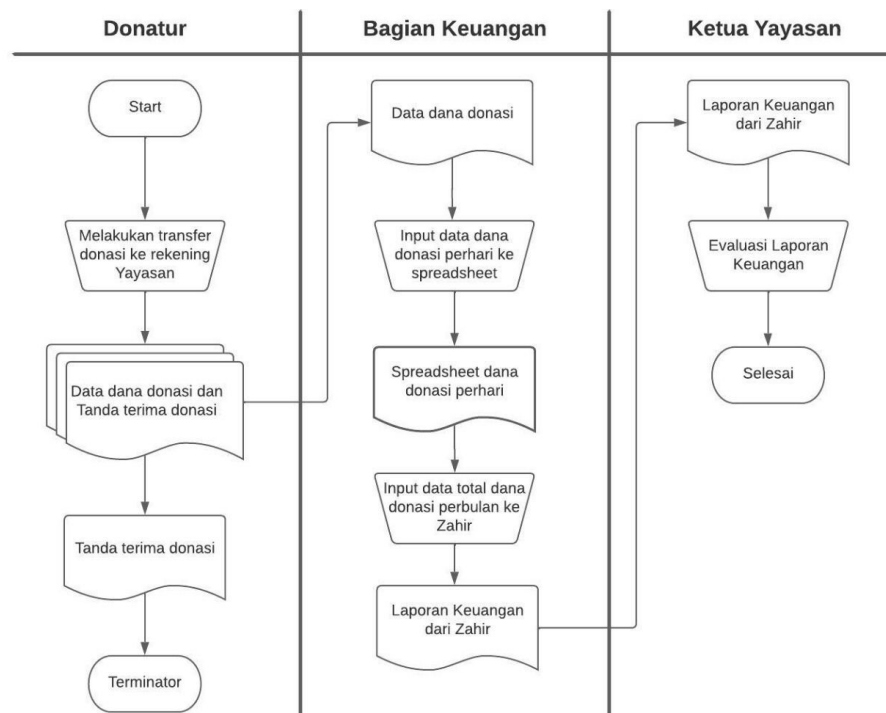 Donatur
Bagian Keuangan
Ketua Yayasan
Start
Melakukan transfer
donasi ke rekening
Yayasan
Data dana donasi dan
Tanda terima donasi
Tanda terima donasi
Terminator
Data dana donasi
Input data dana
donasi perhari ke
spreadsheet
Spreadsheet dana
donasi perhari
Input data total dana
donasi perbulan ke
Zahir
Laporan Keuangan
dari Zahir
Laporan Keuangan
dari Zahir
Evaluasi Laporan
Keuangan
Selesai